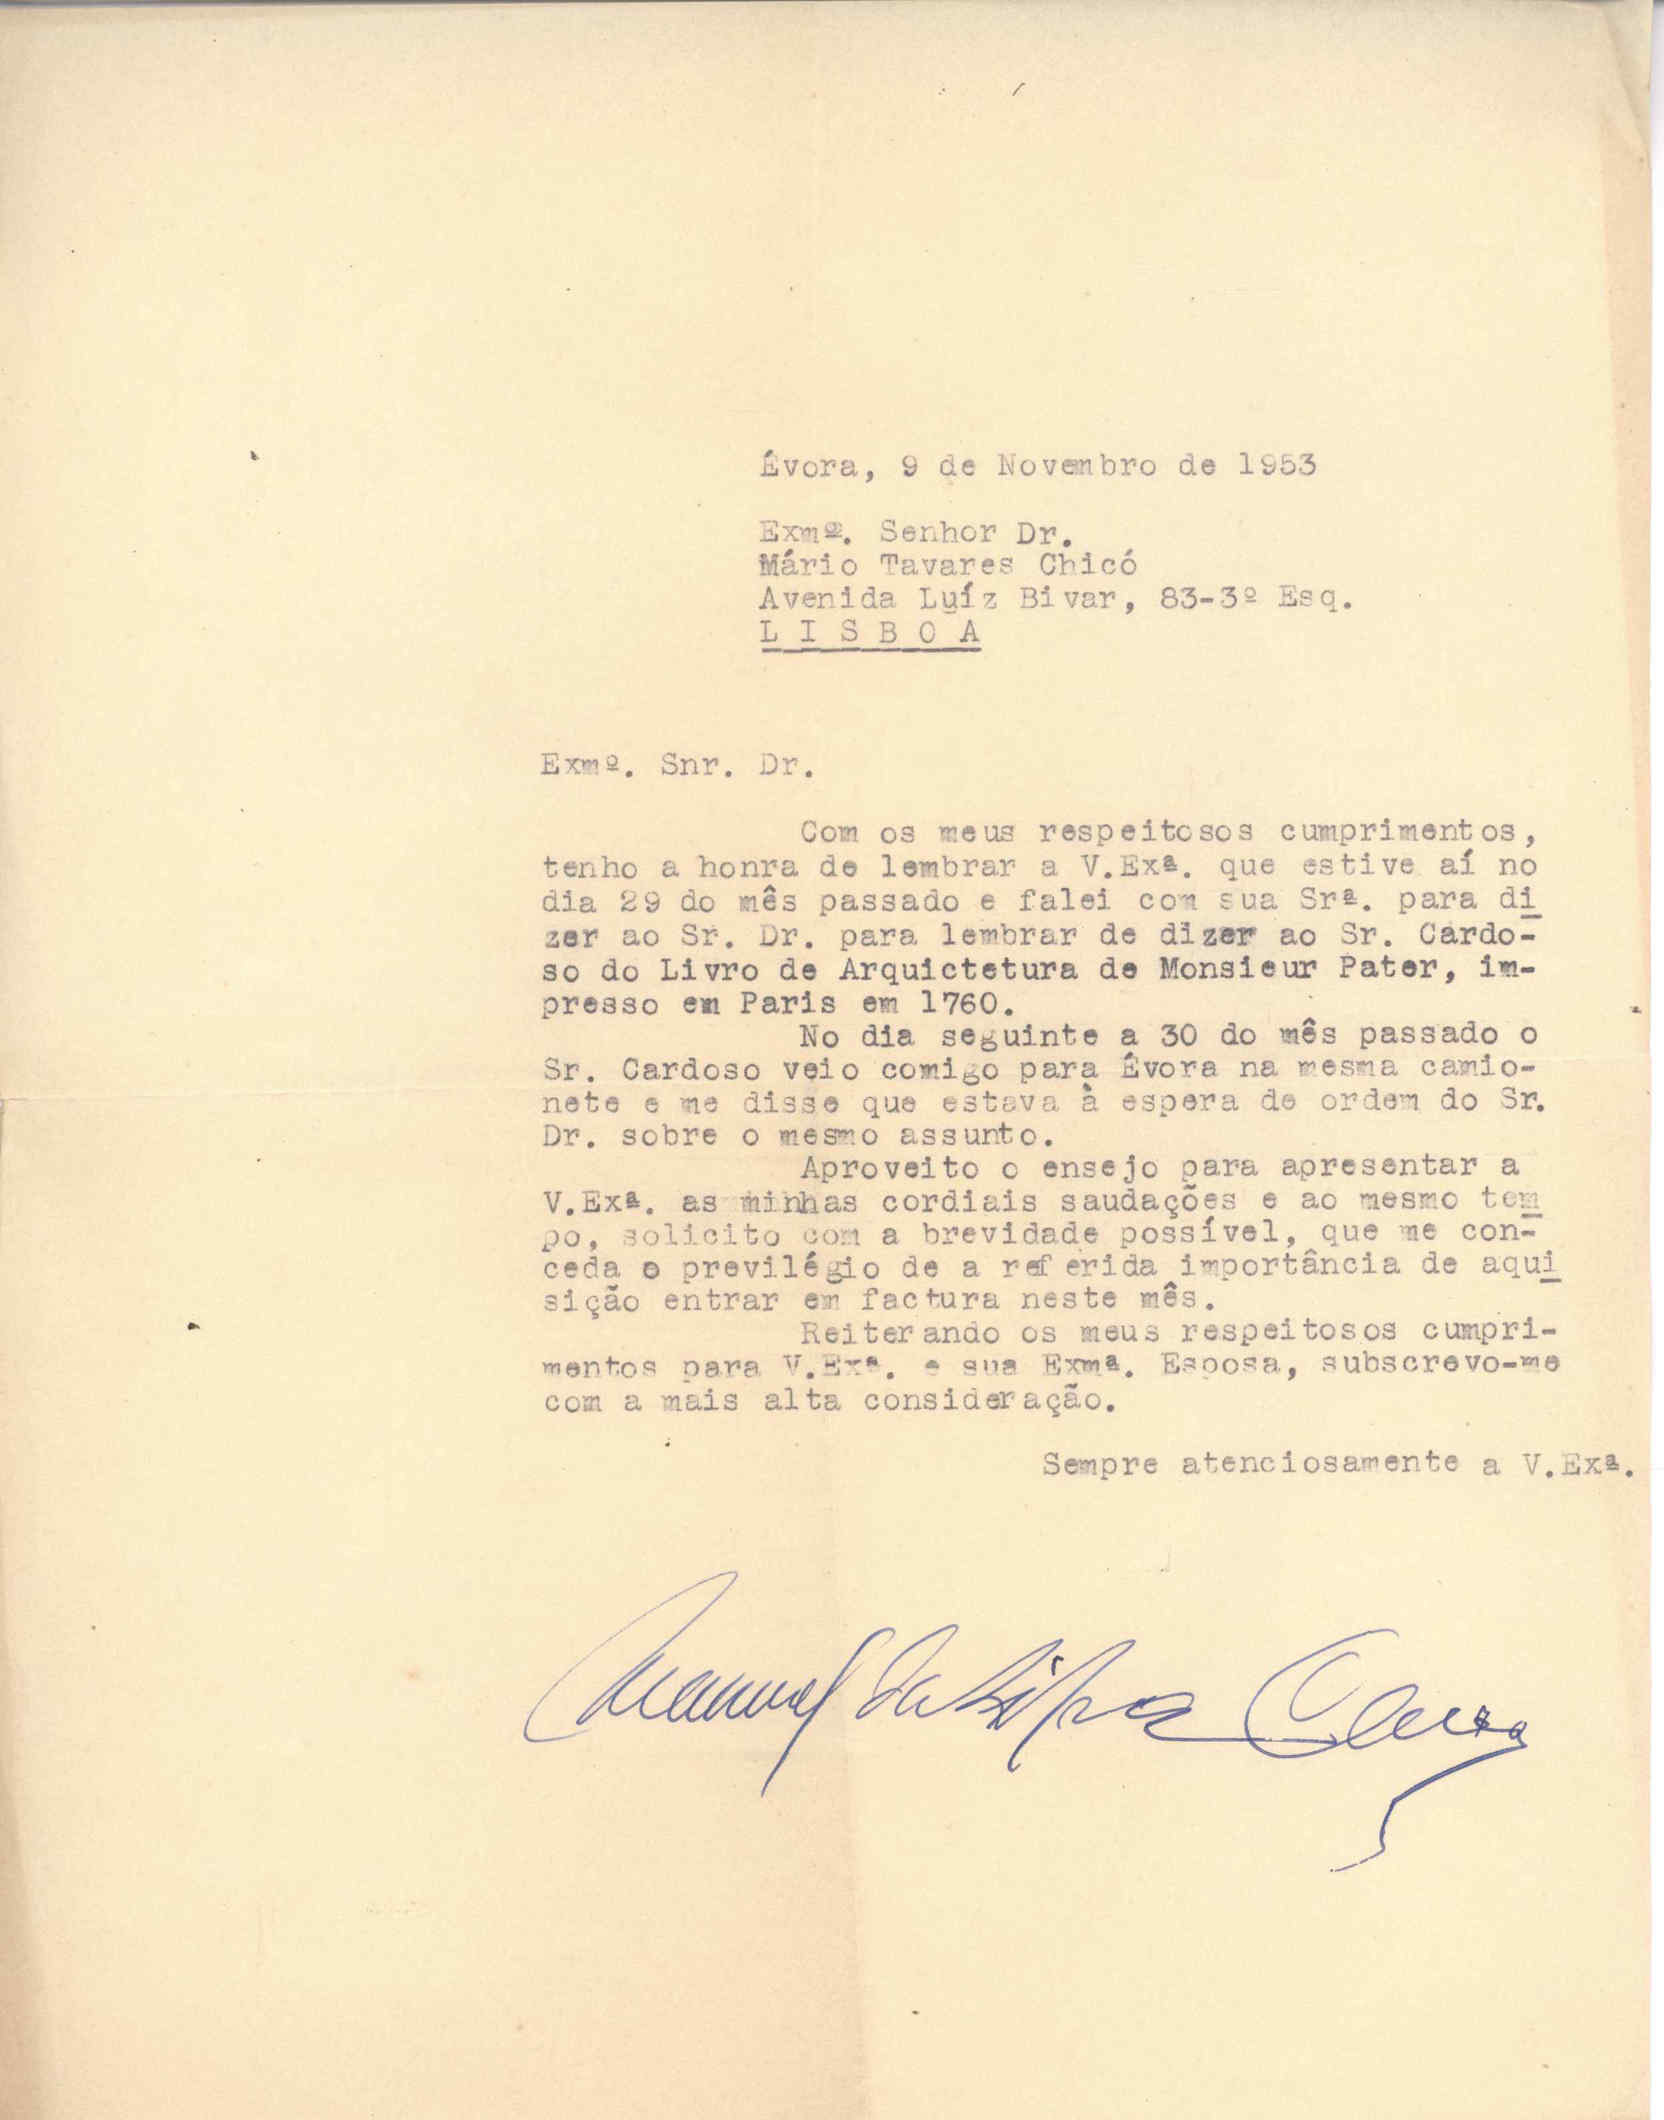 Évora, 9 de Novembro de 1953
Exmº. Senhor Dr.
Mário Tavares Chicó
Avenida Luíz Bivar, 83-3º Esq.
L I S B O A
Exmº. Snr. Dr.
Com os meus respeitosos cumprimentos,
tenho a honra de lembrar a V.Exª. que estive aí no
dia 29 do mês passado e falei com sua Srª. para di
zer ao Sr. Dr. para lembrar de dizer ao Sr. Cardo-
so do Livro de Arquictetura de Monsieur Pater, im-
presso em Paris em 1760.
No dia seguinte a 30 do mês passado o
Sr. Cardoso veio comigo para Évora na mesma camio-
nete e me disse que estava à espera de ordem do Sr.
Dr. sobre o mesmo assunto.
Aproveito o ensejo para apresentar a
V.Exª. as minhas cordiais saudações e ao mesmo tem
po, solicito com a brevidade possível, que me con-
ceda o previlégio de a referida importância de aqui
sição entrar em factura neste mês.
Reiterando os meus respeitosos cumpri-
mentos para V.Exª. e sua Exmª. Esposa, subscrevo-me
com a mais alta consideração.
Sempre atenciosamente a V.Exª.
Manuel da Silva